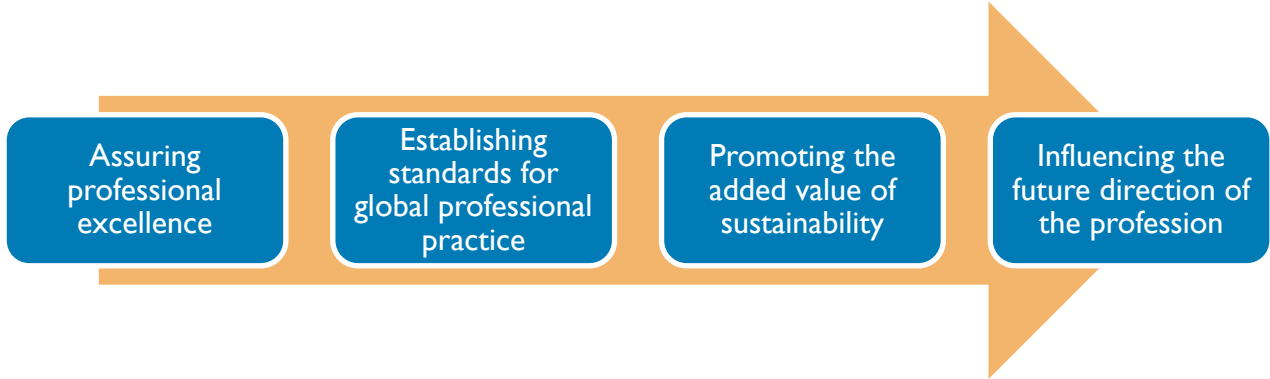 Assuring
professional
excellence
Establishing
standards for
global professional
practice
Promoting the
added value of
sustainability
Influencing the
future direction of
the profession